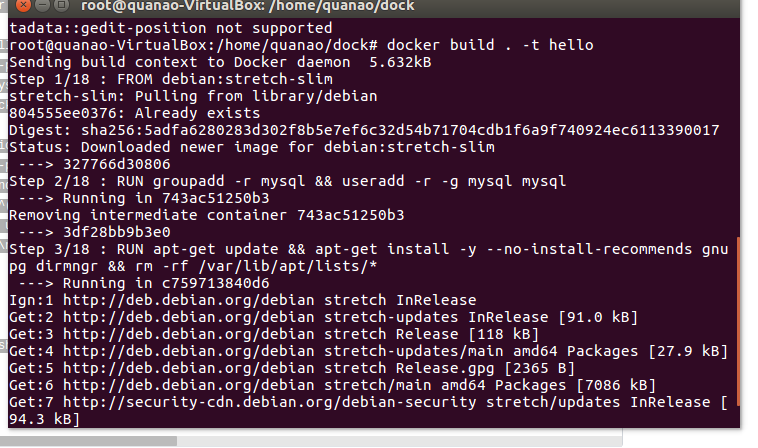 root@quanao-VirtualBox: /home/quanao/dock
tadata::gedit-position not supported
root@quanao-VirtualBox:/home/quanao/dock# docker build . -t hello
Sending build context to Docker daemon  5.632kB
Step 1/18 : FROM debian:stretch-slim
stretch-slim: Pulling from library/debian
804555ee0376: Already exists
Digest: sha256:5adfa6280283d302f8b5e7ef6c32d54b71704cdb1f6a9f740924ec6113390017
Status: Downloaded newer image for debian:stretch-slim
 ---> 327766d30806
Step 2/18 : RUN groupadd -r mysql && useradd -r -g mysql mysql
 ---> Running in 743ac51250b3
Removing intermediate container 743ac51250b3
 ---> 3df28bb9b3e0
Step 3/18 : RUN apt-get update && apt-get install -y --no-install-recommends gnu
pg dirmngr && rm -rf /var/lib/apt/lists/*
 ---> Running in c759713840d6
Ign:1 http://deb.debian.org/debian stretch InRelease
Get:2 http://deb.debian.org/debian stretch-updates InRelease [91.0 kB]
Get:3 http://deb.debian.org/debian stretch Release [118 kB]
Get:4 http://deb.debian.org/debian stretch-updates/main amd64 Packages [27.9 kB]
Get:5 http://deb.debian.org/debian stretch Release.gpg [2365 B]
Get:6 http://deb.debian.org/debian stretch/main amd64 Packages [7086 kB]
Get:7 http://security-cdn.debian.org/debian-security stretch/updates InRelease [
94.3 kB]